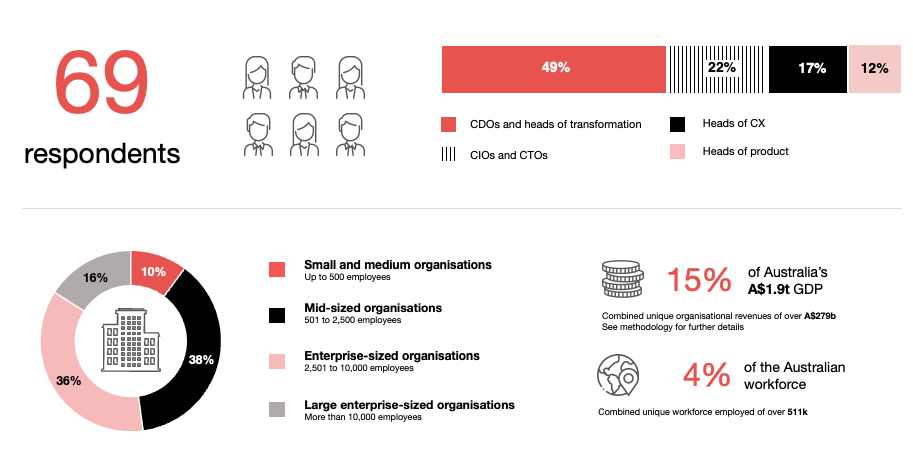 69
respondents
49%
22%
17%
12%
CDOs and heads of transformation
Heads of CX
CIOs and CTOs
Heads of product
10%
38%
36%
16%
Small and medium organisations
Up to 500 employees
Mid-sized organisations
501 to 2,500 employees
Enterprise-sized organisations
2,501 to 10,000 employees
Large enterprise-sized organisations
More than 10,000 employees
15%
of Australia's
A$1.9t GDP
Combined unique organisational revenues of over A$279b
See methodology for further details
4%
of the Australian
workforce
Combined unique workforce employed of over 511k